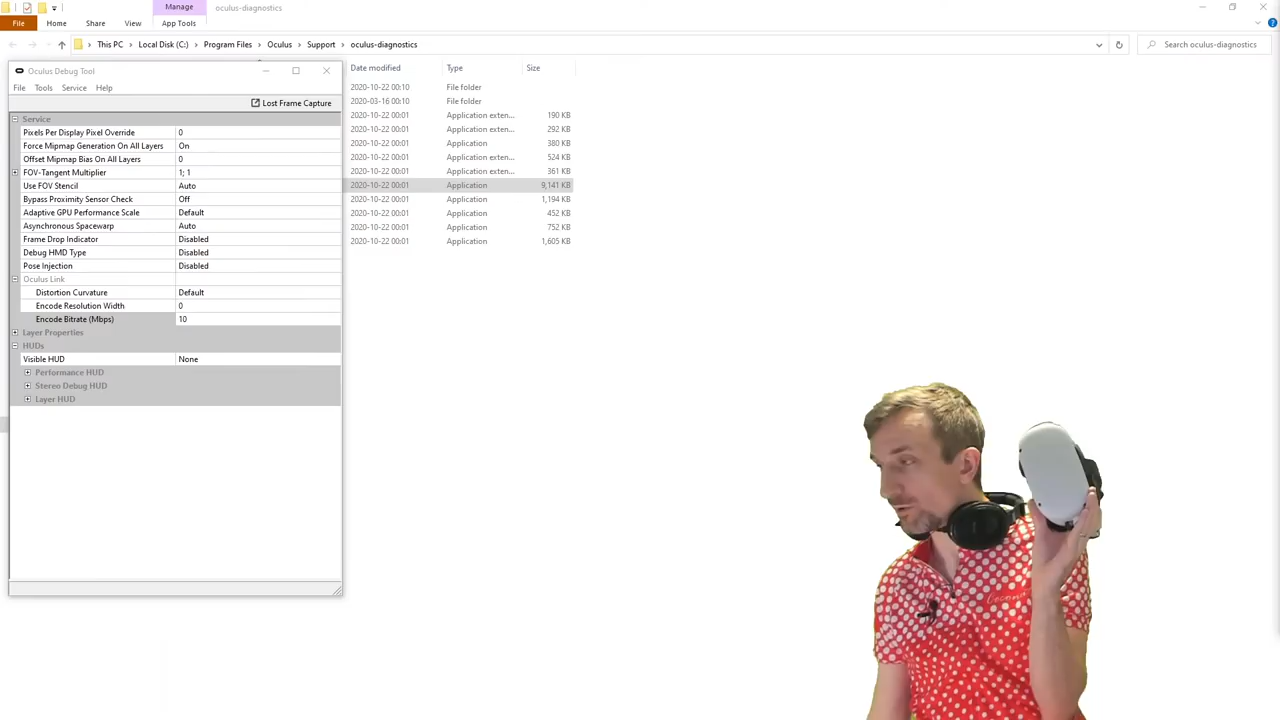 Manage
oculus-diagnostics
File
Home
Share
View
App Tools
This PC
Local Disk (C:)
Program Files
Oculus
Support
oculus-diagnostics
Search oculus-diagnostics
Oculus Debug Tool
File
Tools
Service
Help
Lost Frame Capture
Service
Pixels Per Display Pixel Override 0
Force Mipmap Generation On All Layers On
Offset Mipmap Bias On All Layers 0
FOV-Tangent Multiplier 1; 1
Use FOV Stencil Auto
Bypass Proximity Sensor Check Off
Adaptive GPU Performance Scale Default
Asynchronous Spacewarp Auto
Frame Drop Indicator Disabled
Debug HMD Type Disabled
Pose Injection Disabled
Oculus Link
Distortion Curvature Default
Encode Resolution Width 0
Encode Bitrate (Mbps) 10
Layer Properties
HUDs
Visible HUD None
Performance HUD
Stereo Debug HUD
Layer HUD
Date modified Type Size
2020-10-22 00:10 File folder
2020-03-16 00:10 File folder
2020-10-22 00:01 Application exten... 190 KB
2020-10-22 00:01 Application exten... 292 KB
2020-10-22 00:01 Application 380 KB
2020-10-22 00:01 Application exten... 524 KB
2020-10-22 00:01 Application exten... 361 KB
2020-10-22 00:01 Application 9,141 KB
2020-10-22 00:01 Application 1,194 KB
2020-10-22 00:01 Application 452 KB
2020-10-22 00:01 Application 752 KB
2020-10-22 00:01 Application 1,605 KB